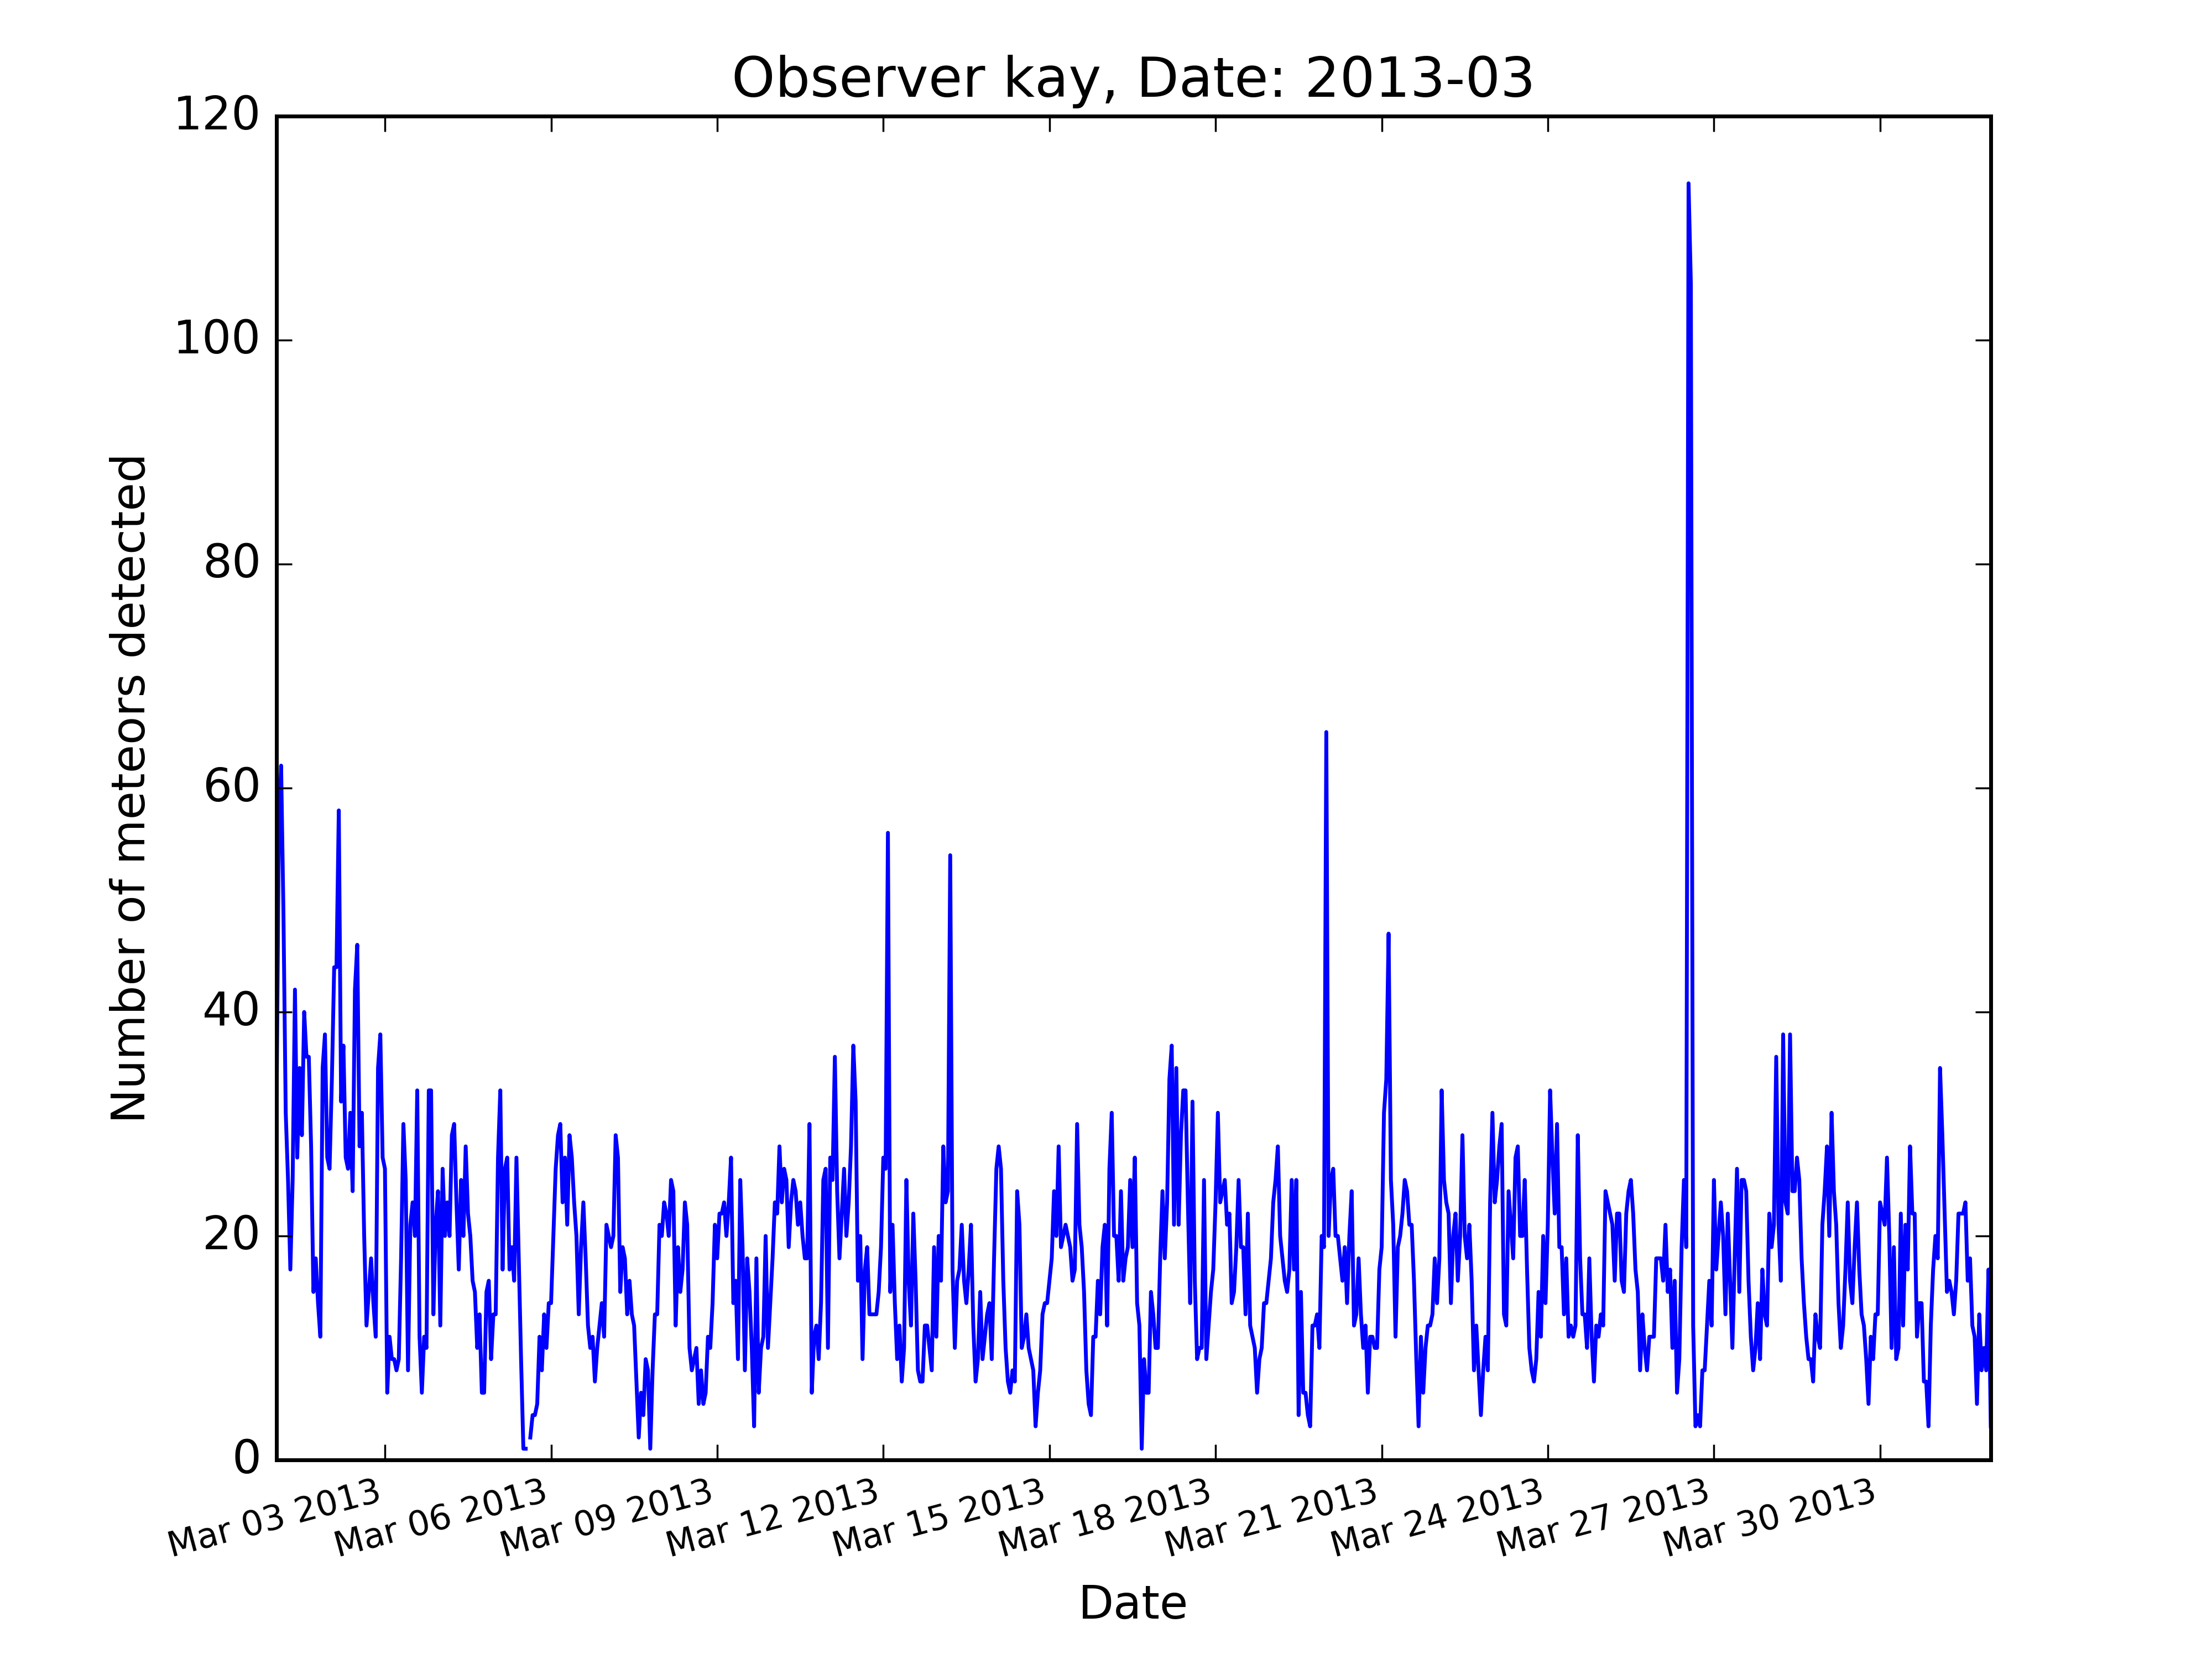 Observer kay, Date: 2013-03
120
100
80
60
40
20
0
Number of meteors detected
Mar 03 2013
Mar 06 2013
Mar 09 2013
Mar 12 2013
Mar 15 2013
Mar 18 2013
Mar 21 2013
Mar 24 2013
Mar 27 2013
Mar 30 2013
Date